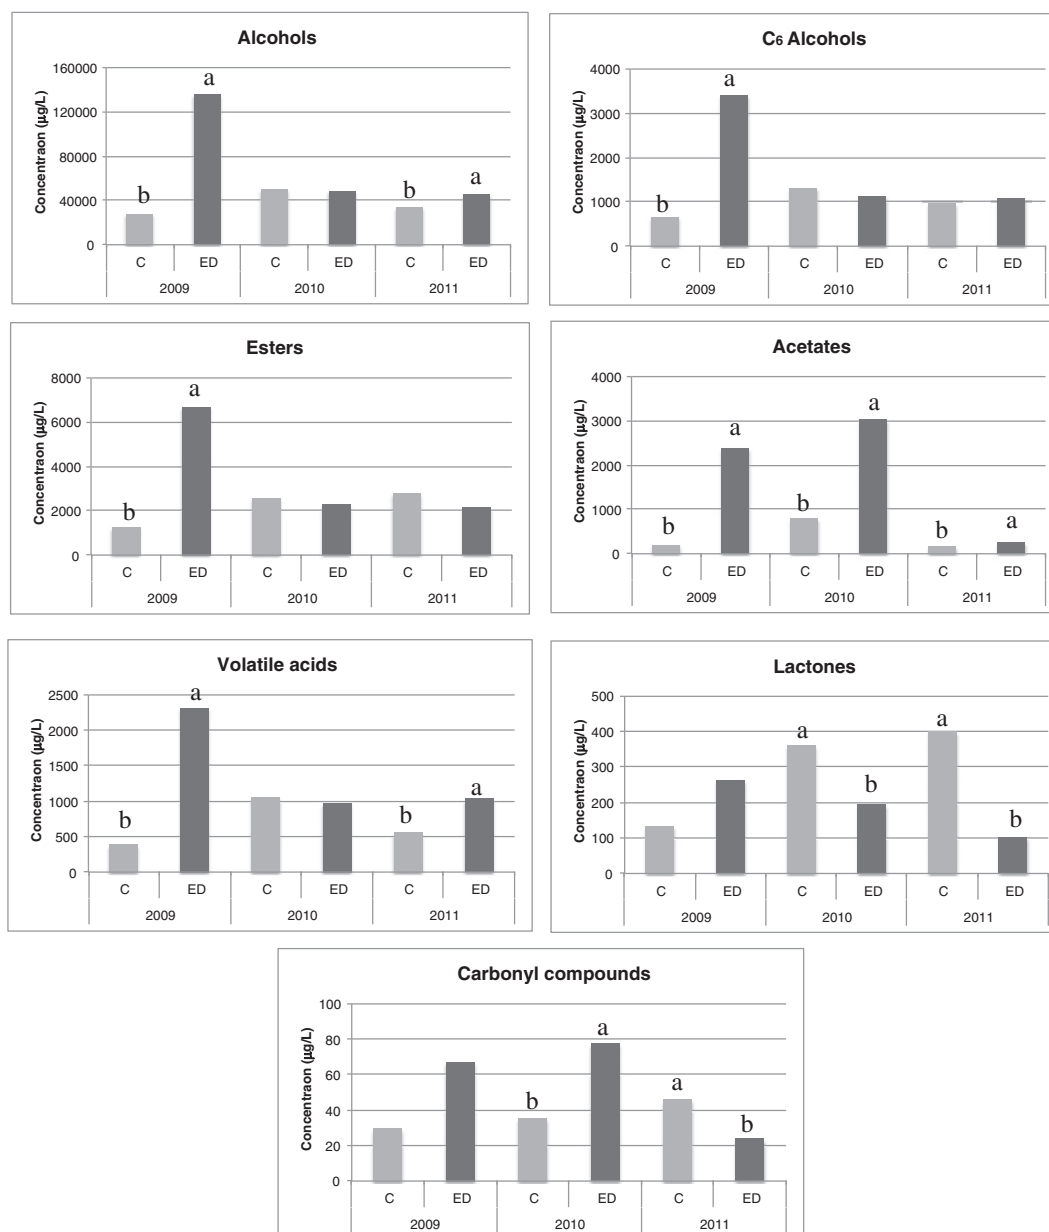 Alcohols
Concentraon (µg/L)
160000
120000
80000
40000
0
b
a
b
a
C ED C ED C ED
2009 2010 2011
C6 Alcohols
Concentraon (µg/L)
4000
3000
2000
1000
0
b
a
C ED C ED C ED
2009 2010 2011
Esters
Concentraon (µg/L)
8000
6000
4000
2000
0
b
a
C ED C ED C ED
2009 2010 2011
Acetates
Concentraon (µg/L)
4000
3000
2000
1000
0
b
a
b
a
b
a
C ED C ED C ED
2009 2010 2011
Volatile acids
Concentraon (µg/L)
2500
2000
1500
1000
500
0
b
a
b
a
C ED C ED C ED
2009 2010 2011
Lactones
Concentraon (µg/L)
500
400
300
200
100
0
a
b
a
b
C ED C ED C ED
2009 2010 2011
Carbonyl compounds
Concentraon (µg/L)
100
80
60
40
20
0
b
a
a
b
C ED C ED C ED
2009 2010 2011